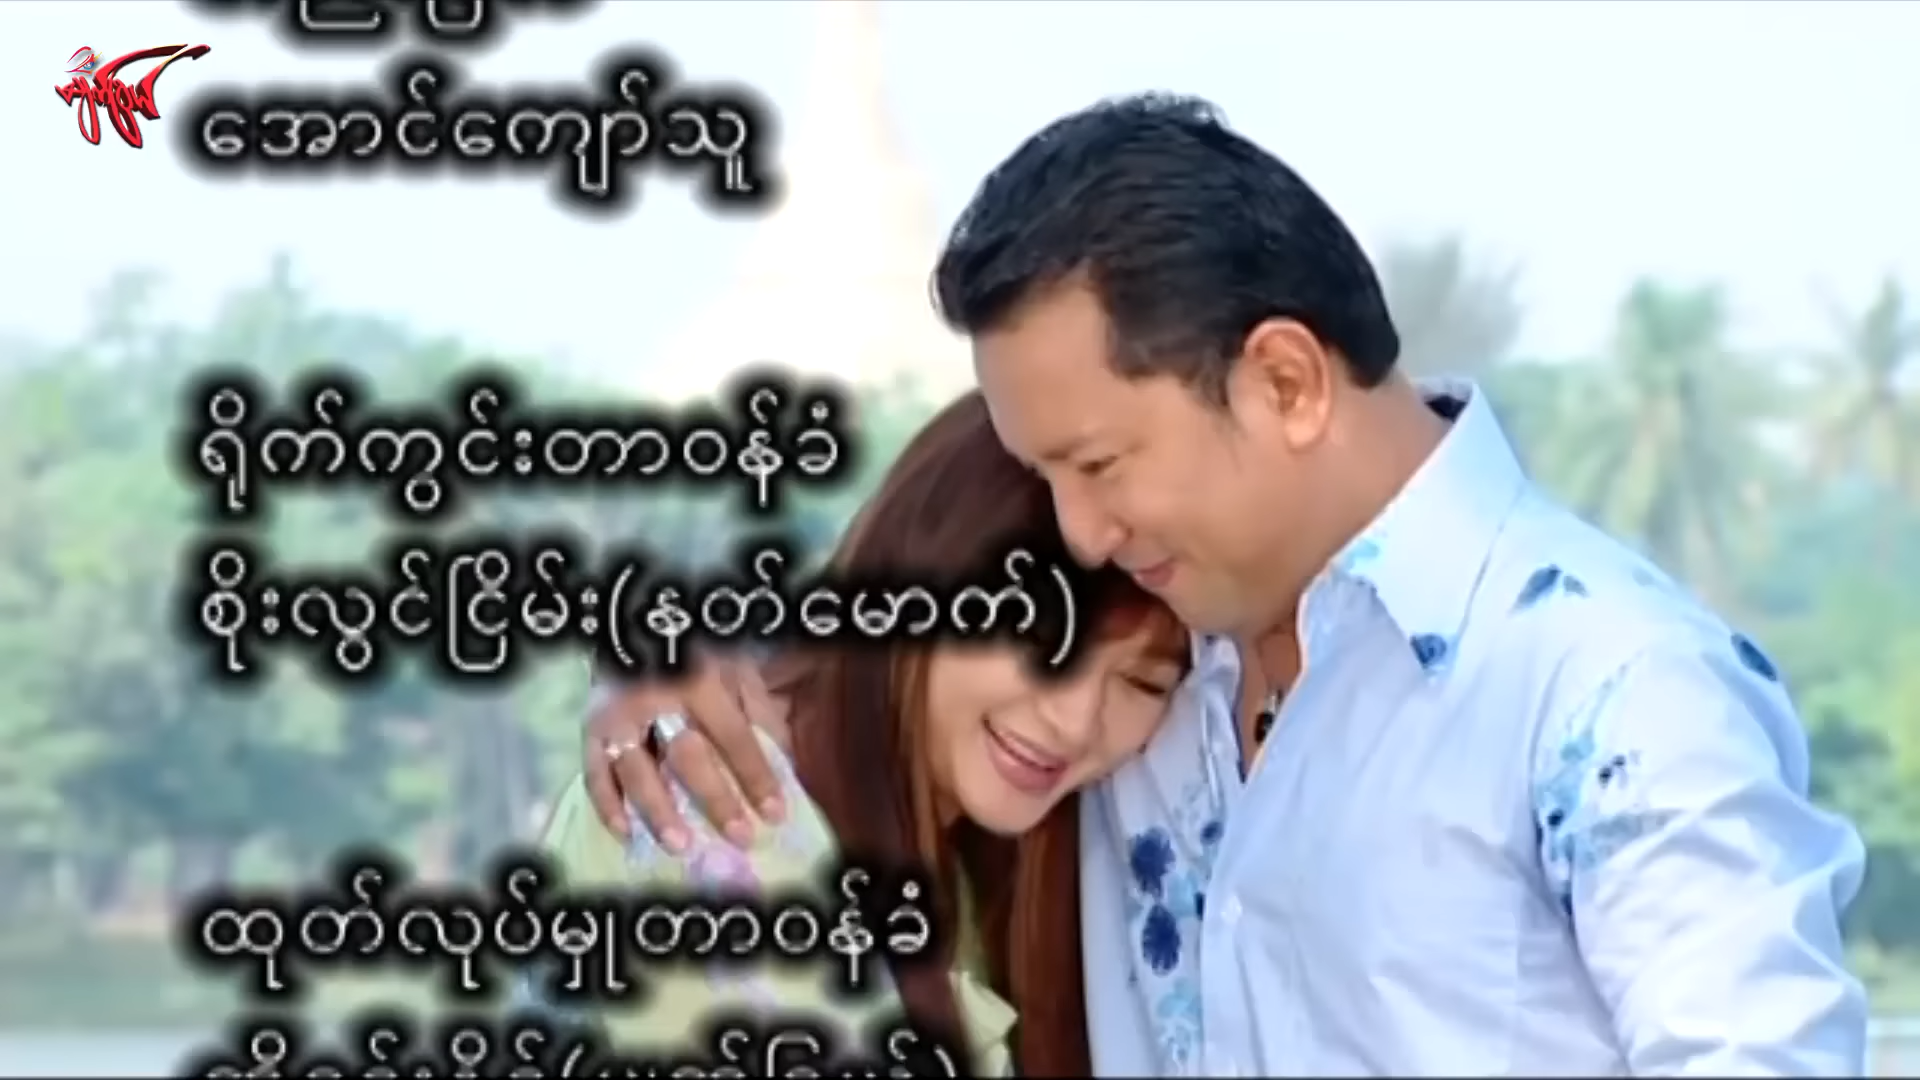 အောင်ကျော်သူ
ရိုက်ကွင်းတာဝန်ခံ
စိုးလွင်ငြိမ်း(နတ်မောက်)
ထုတ်လုပ်မှုတာဝန်ခံ